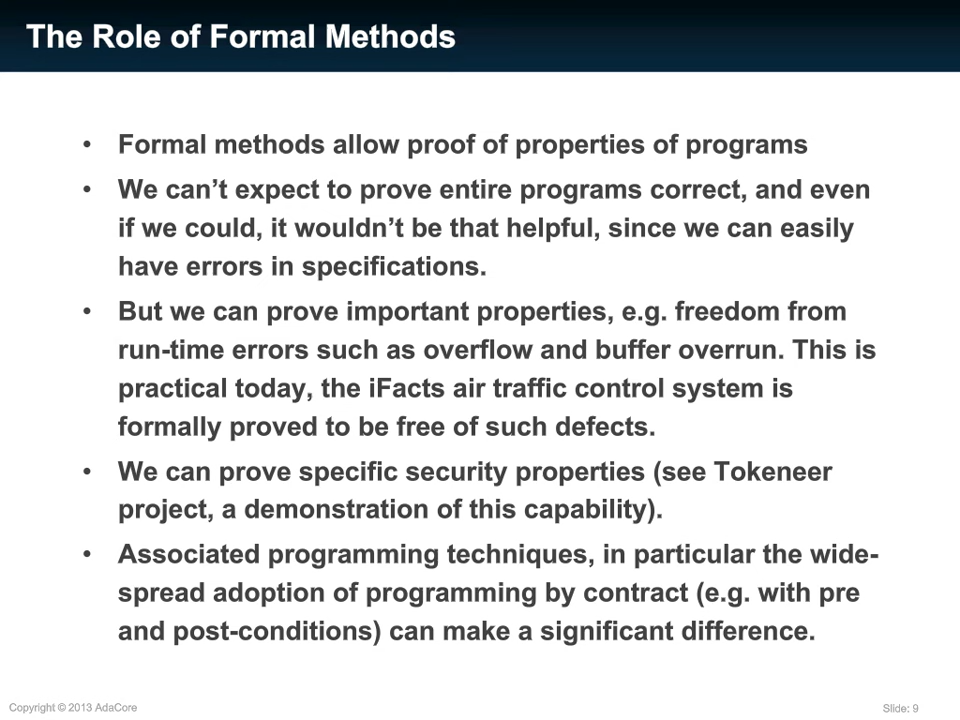 The Role of Formal Methods
• Formal methods allow proof of properties of programs
• We can’t expect to prove entire programs correct, and even
if we could, it wouldn’t be that helpful, since we can easily
have errors in specifications.
• But we can prove important properties, e.g. freedom from
run-time errors such as overflow and buffer overrun. This is
practical today, the iFacts air traffic control system is
formally proved to be free of such defects.
• We can prove specific security properties (see Tokeneer
project, a demonstration of this capability).
• Associated programming techniques, in particular the wide-
spread adoption of programming by contract (e.g. with pre
and post-conditions) can make a significant difference.
Copyright © 2013 AdaCore
Slide: 9